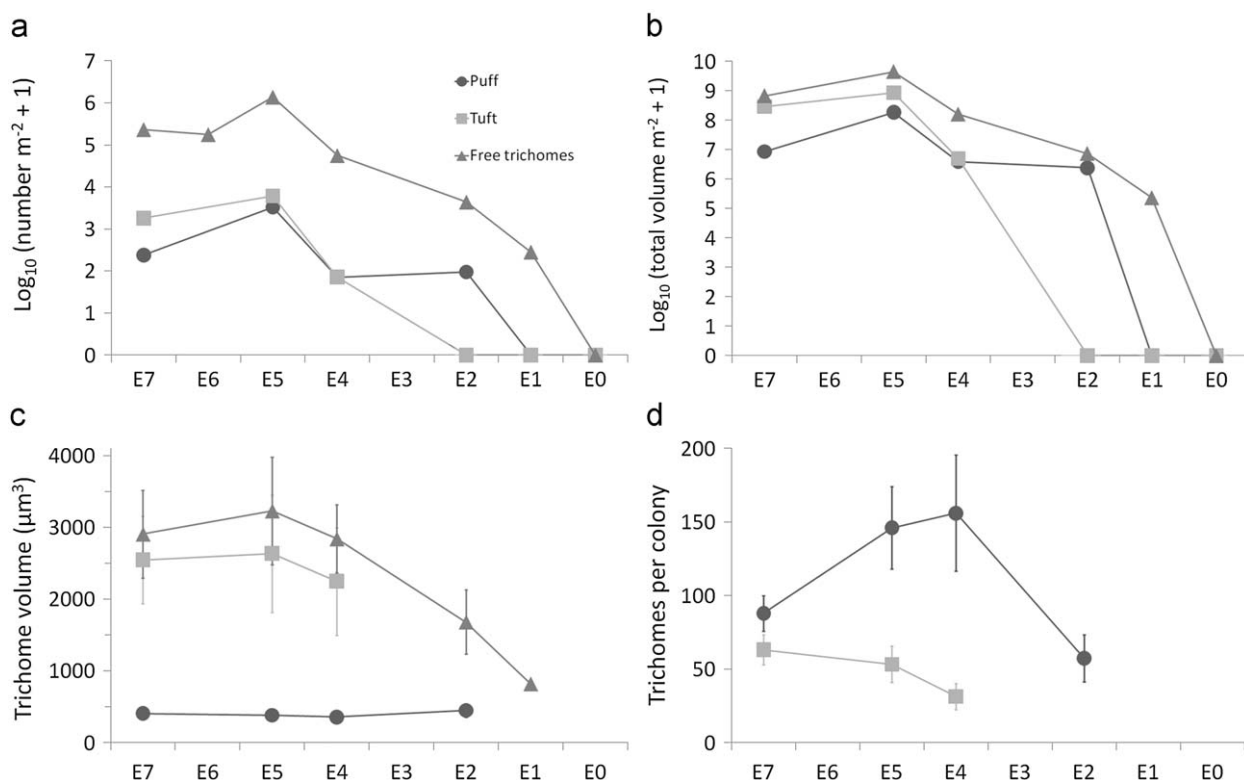 a
Log₁₀ (number m⁻² + 1)
7
6
5
4
3
2
1
0
Puff
Tuft
Free trichomes
E7 E6 E5 E4 E3 E2 E1 E0
b
Log₁₀ (total volume m⁻² + 1)
10
9
8
7
6
5
4
3
2
1
0
E7 E6 E5 E4 E3 E2 E1 E0
c
Trichome volume (µm³)
4000
3000
2000
1000
0
E7 E6 E5 E4 E3 E2 E1 E0
d
Trichomes per colony
200
150
100
50
0
E7 E6 E5 E4 E3 E2 E1 E0